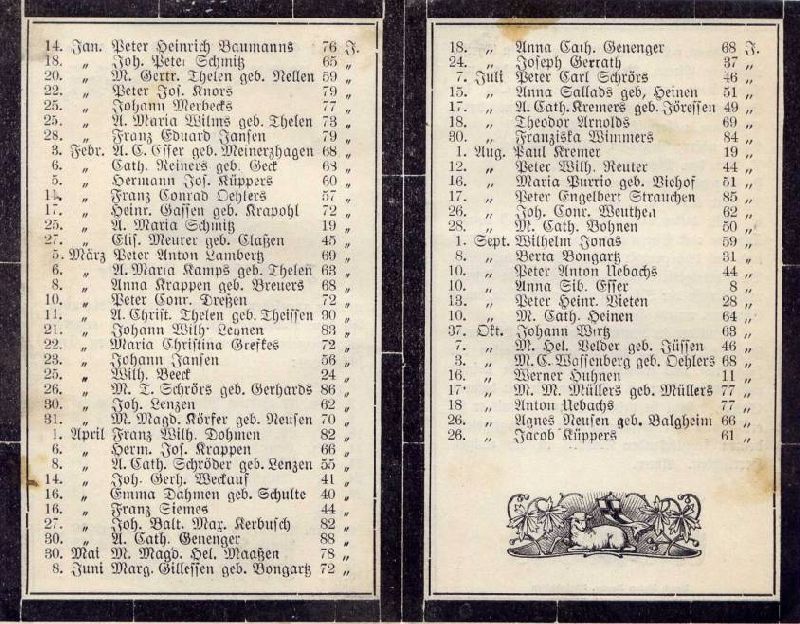 14. Jan. Peter Heinrich Baumanns 76 J.
18. „ Joh. Peter Schmitz 65 „
20. „ M. Gertr. Thelen geb. Nellen 59 „
22. „ Peter Jos. Knors 79 „
25. „ Johann Merbecks 77 „
25. „ A. Maria Wilms geb. Thelen 73 „
28. „ Franz Eduard Jansen 79 „
3. Febr. A. C. Esser geb. Meinerzhagen 68 „
6. „ Cath. Reiners geb. Geck 68 „
5. „ Hermann Jos. Küppers 60 „
14. „ Franz Conrad Oehlers 57 „
17. „ Heinr. Gassen geb. Krapohl 72 „
25. „ A. Maria Schmitz 19 „
27. „ Elis. Meurer geb. Claßen 45 „
5. März Peter Anton Lambertz 69 „
6. „ A. Maria Kamps geb. Thelen 63 „
8. „ Anna Krappen geb. Breuers 68 „
10. „ Peter Conr. Dreßen 72 „
11. „ A. Christ. Thelen geb. Theissen 90 „
21. „ Johann Wilh. Leynen 83 „
22. „ Maria Christina Grefkes 72 „
23. „ Johann Jansen 56 „
25. „ Wilh. Beeck 24 „
26. „ M. T. Schrörs geb. Gerhards 86 „
30. „ Joh. Lenzen 62 „
31. „ M. Magd. Körfer geb. Neusen 70 „
1. April Franz Wilh. Dohmen 82 „
6. „ Herm. Jos. Krappen 66 „
8. „ A. Cath. Schröder geb. Lenzen 55 „
14. „ Joh. Gerh. Weckauf 41 „
16. „ Emma Dahmen geb. Schulte 40 „
16. „ Franz Siemes 44 „
27. „ Joh. Balt. Max. Kerbusch 82 „
30. „ A. Cath. Genenger 88 „
30. Mai M. Magd. Hel. Maaßen 78 „
8. Juni Marg. Gillessen geb. Bongartz 72 „
18. „ Anna Cath. Genenger 68 J.
24. „ Joseph Gerrath 37 „
7. Juli Peter Carl Schrörs 46 „
15. „ Anna Sallads geb. Heinen 51 „
17. „ A. Cath. Kremers geb. Jöressen 49 „
18. „ Theodor Arnolds 69 „
30. „ Franziska Wimmers 84 „
1. Aug. Paul Kremer 19 „
12. „ Peter Wilh. Reuter 44 „
16. „ Maria Purrio geb. Viehof 51 „
17. „ Peter Engelbert Strauchen 85 „
26. „ Joh. Conr. Weuthen 62 „
28. „ M. Cath. Bohnen 50 „
1. Sept. Wilhelm Jonas 59 „
8. „ Berta Bongartz 31 „
10. „ Peter Anton Uebachs 44 „
10. „ Anna Sib. Esser 8 „
13. „ Peter Heinr. Vieten 28 „
10. „ M. Cath. Heinen 64 „
37. Okt. Johann Wirtz 63 „
7. „ M. Hel. Velder geb. Jüssen 46 „
3. „ M. C. Wassenberg geb. Oehlers 68 „
16. „ Werner Huhnen 11 „
17. „ M. M. Müllers geb. Müllers 77 „
18 „ Anton Uebachs 77 „
26. „ Agnes Neusen geb. Balgheim 66 „
26. „ Jacob Küppers 61 „